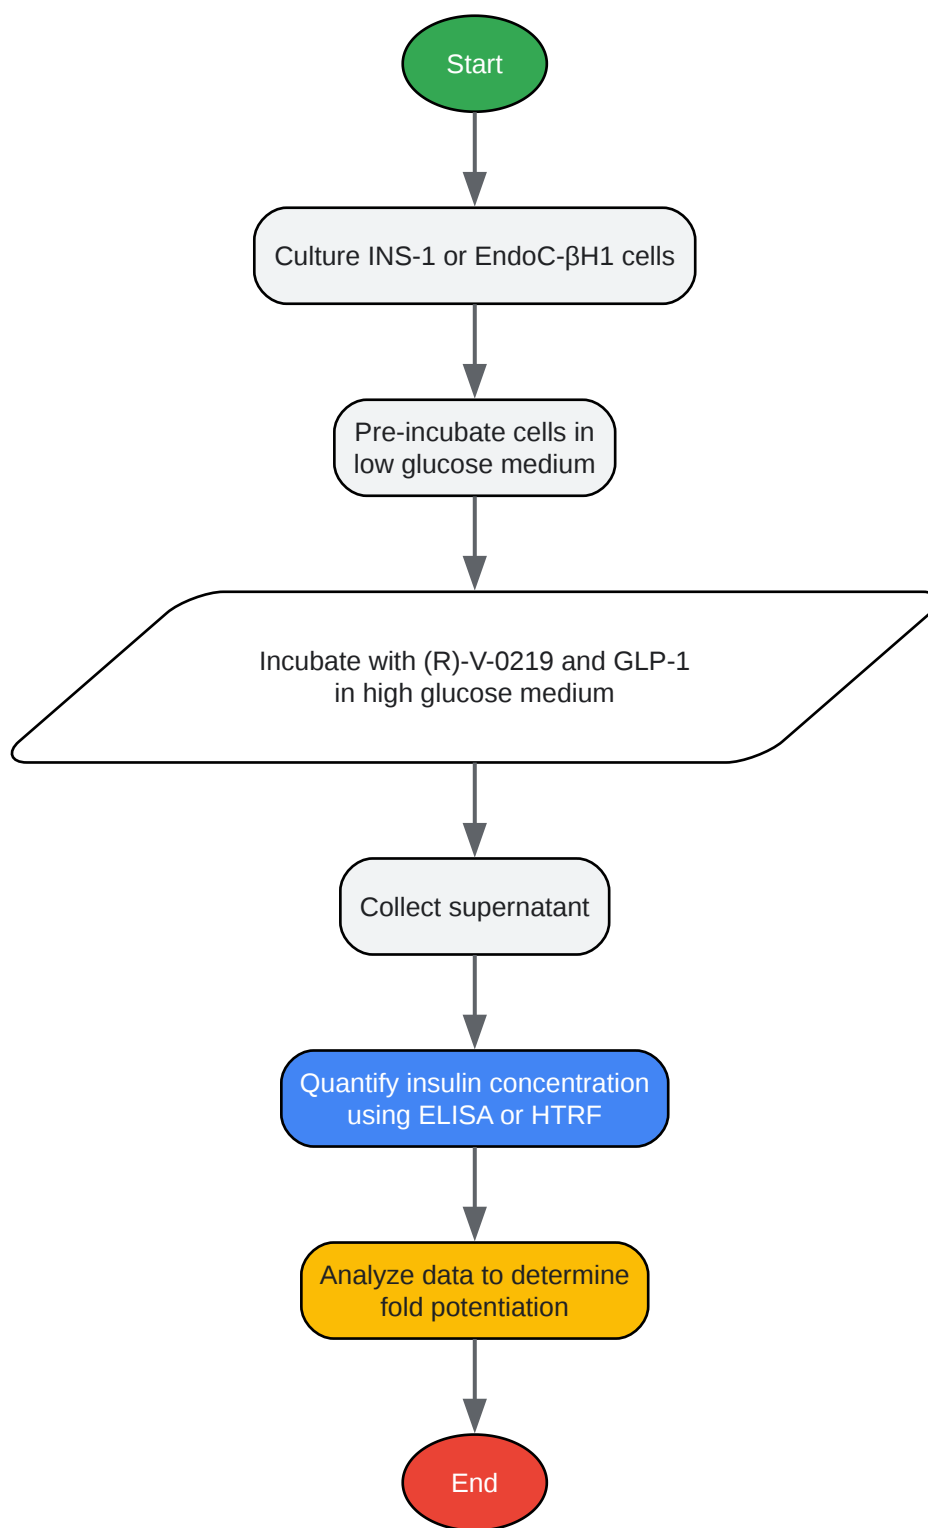 Start
Culture INS-1 or EndoC-βH1 cells
Pre-incubate cells in
low glucose medium
Incubate with (R)-V-0219 and GLP-1
in high glucose medium
Collect supernatant
Quantify insulin concentration
using ELISA or HTRF
Analyze data to determine
fold potentiation
End